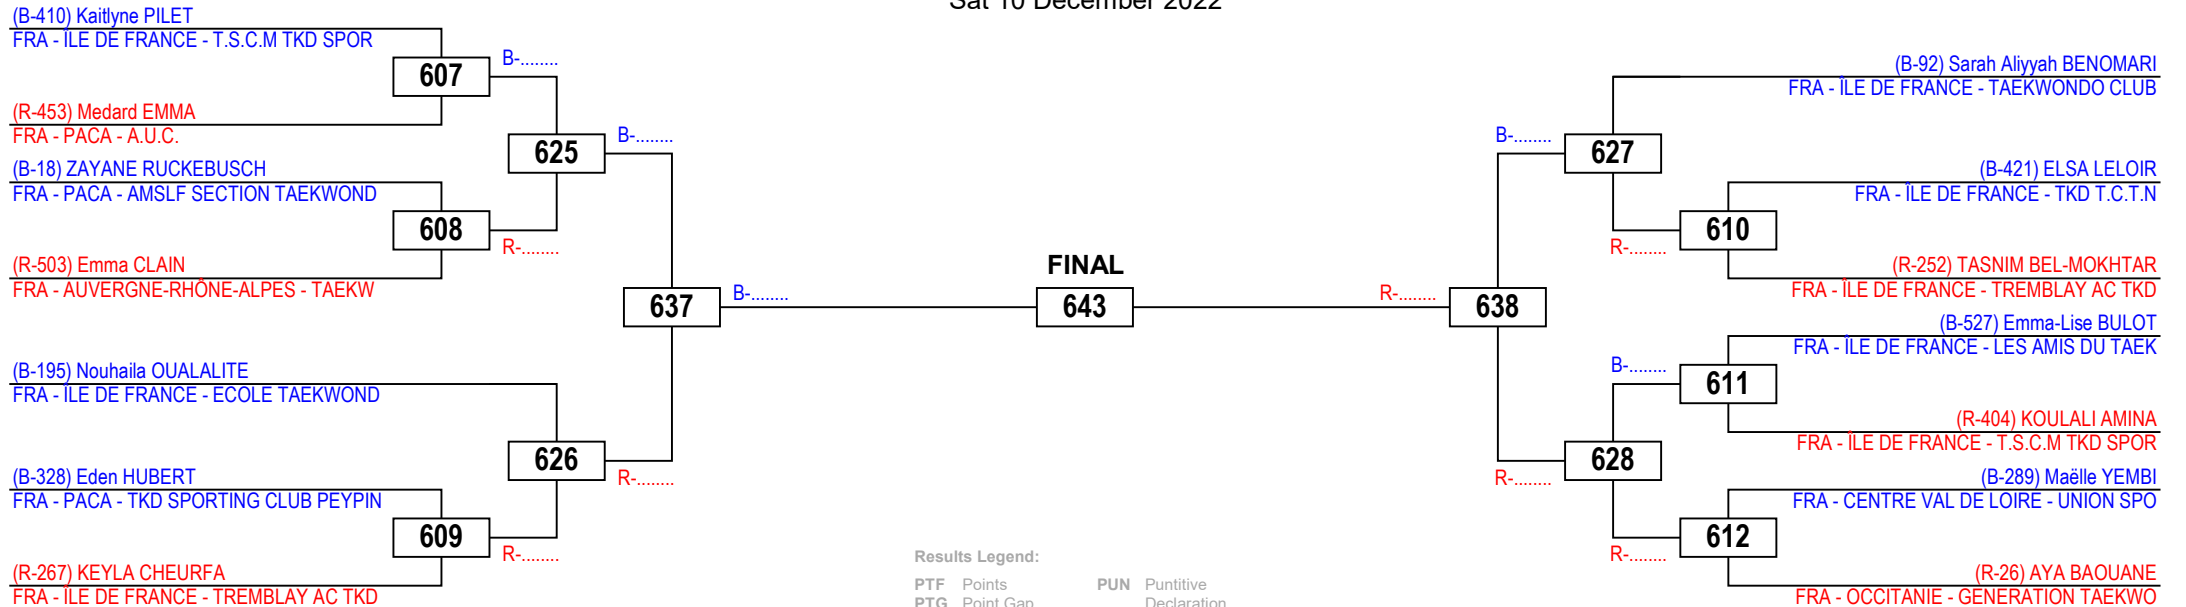 Sat 10 December 2022
(B-410) Kaitlyne PILET
FRA - ÎLE DE FRANCE - T.S.C.M TKD SPOR
607
B-........
(R-453) Medard EMMA
FRA - PACA - A.U.C.
625
B-........
(B-18) ZAYANE RUCKEBUSCH
FRA - PACA - AMSLF SECTION TAEKWOND
608
R-........
(R-503) Emma CLAIN
FRA - AUVERGNE-RHÔNE-ALPES - TAEKW
637
B-........
(B-195) Nouhaila OUALALITE
FRA - ÎLE DE FRANCE - ECOLE TAEKWOND
626
R-........
(B-328) Eden HUBERT
FRA - PACA - TKD SPORTING CLUB PEYPIN
609
R-........
(R-267) KEYLA CHEURFA
FRA - ÎLE DE FRANCE - TREMBLAY AC TKD
FINAL
643
(B-92) Sarah Aliyyah BENOMARI
FRA - ÎLE DE FRANCE - TAEKWONDO CLUB
B-........
627
(B-421) ELSA LELOIR
FRA - ÎLE DE FRANCE - TKD T.C.T.N
610
R-........
(R-252) TASNIM BEL-MOKHTAR
FRA - ÎLE DE FRANCE - TREMBLAY AC TKD
R-........
638
(B-527) Emma-Lise BULOT
FRA - ÎLE DE FRANCE - LES AMIS DU TAEK
B-........
611
(R-404) KOULALI AMINA
FRA - ÎLE DE FRANCE - T.S.C.M TKD SPOR
628
R-........
(B-289) Maëlle YEMBI
FRA - CENTRE VAL DE LOIRE - UNION SPO
612
R-........
(R-26) AYA BAOUANE
FRA - OCCITANIE - GENERATION TAEKWO
Results Legend:
PTF Points PUN Puntitive
PTG Point Gap Declaration